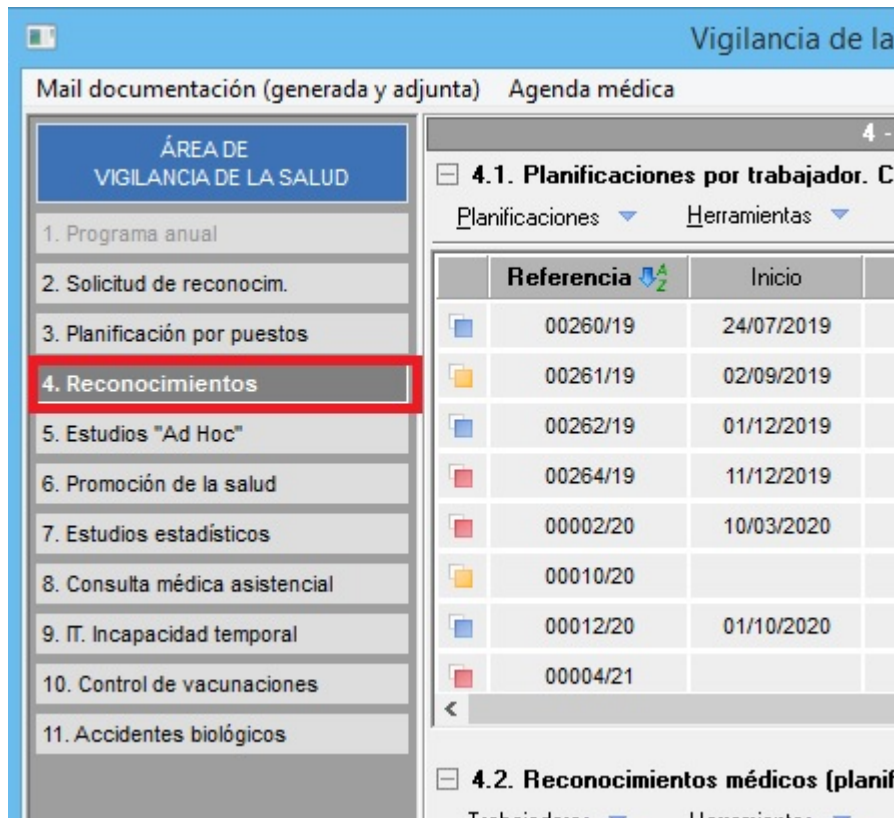 Vigilancia de la
Mail documentación (generada y adjunta) Agenda médica
ÁREA DE
VIGILANCIA DE LA SALUD
1. Programa anual
2. Solicitud de reconocim.
3. Planificación por puestos
4. Reconocimientos
5. Estudios "Ad Hoc"
6. Promoción de la salud
7. Estudios estadísticos
8. Consulta médica asistencial
9. IT. Incapacidad temporal
10. Control de vacunaciones
11. Accidentes biológicos
4 -
4.1. Planificaciones por trabajador. C
Planificaciones Herramientas
Referencia Inicio
00260/19 24/07/2019
00261/19 02/09/2019
00262/19 01/12/2019
00264/19 11/12/2019
00002/20 10/03/2020
00010/20
00012/20 01/10/2020
00004/21
4.2. Reconocimientos médicos (planif